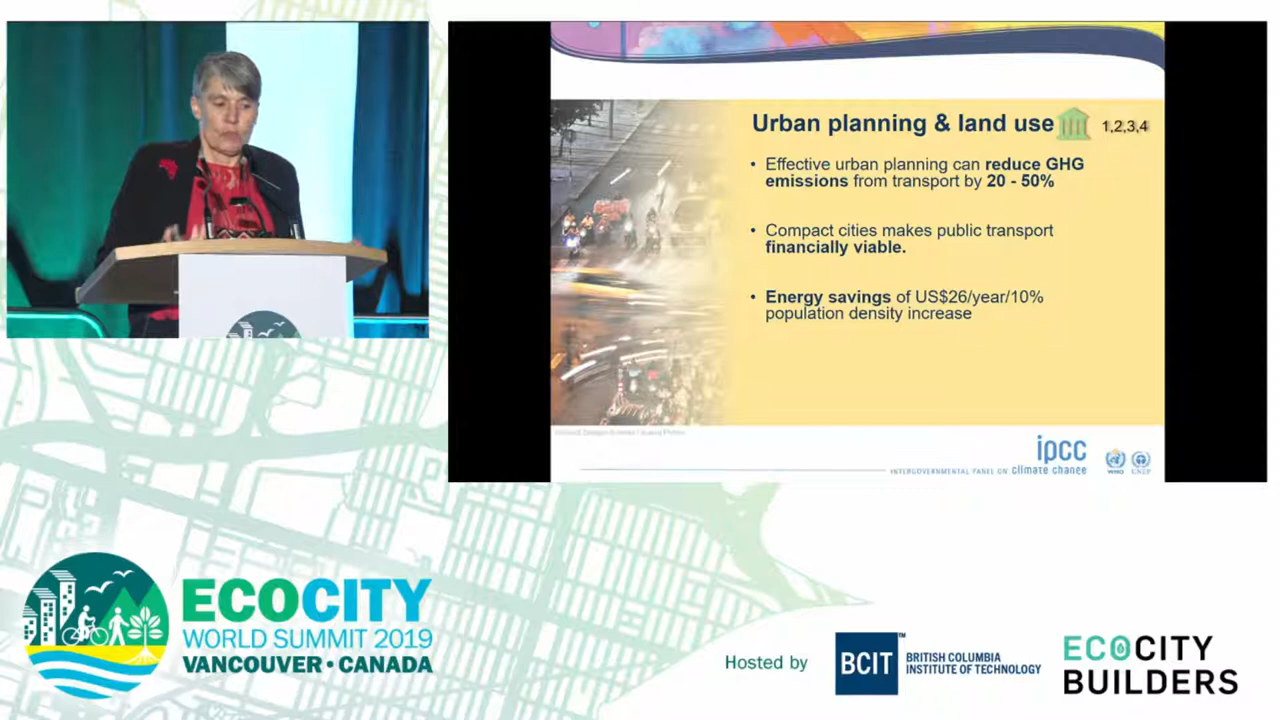 Urban planning & land use 1,2,3,4
• Effective urban planning can reduce GHG
emissions from transport by 20 - 50%
• Compact cities makes public transport
financially viable.
• Energy savings of US$26/year/10%
population density increase
ipcc
INTERGOVERNMENTAL PANEL ON climate change
WMO UNEP
ECOCITY
WORLD SUMMIT 2019
VANCOUVER • CANADA
Hosted by
BCIT™
BRITISH COLUMBIA
INSTITUTE OF TECHNOLOGY
ECOCITY
BUILDERS